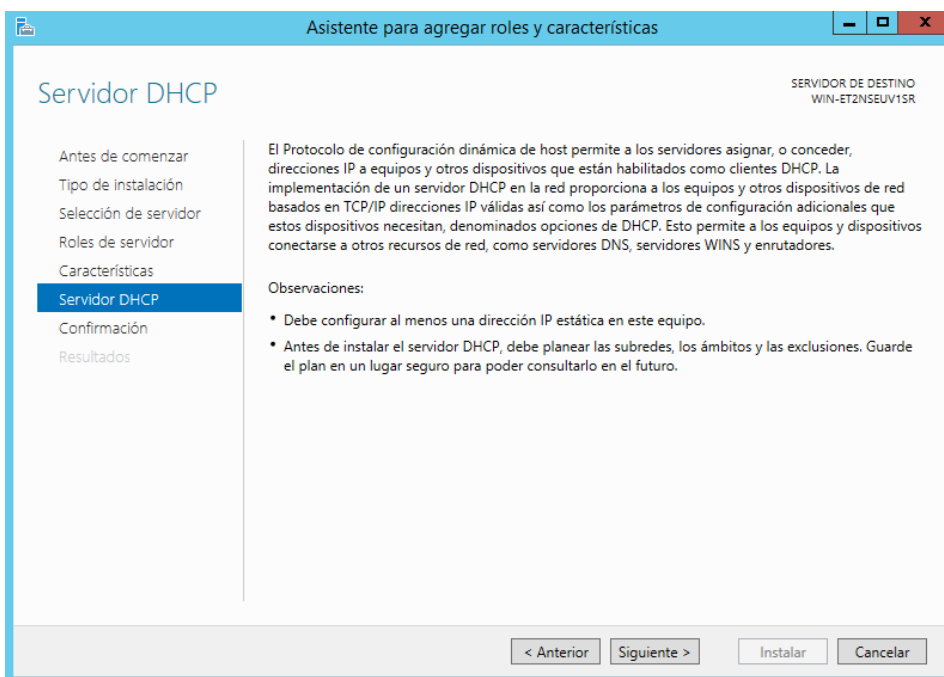 Asistente para agregar roles y características
Servidor DHCP
SERVIDOR DE DESTINO
WIN-ET2NSEUV1SR
Antes de comenzar
Tipo de instalación
Selección de servidor
Roles de servidor
Características
Servidor DHCP
Confirmación
Resultados
El Protocolo de configuración dinámica de host permite a los servidores asignar, o conceder,
direcciones IP a equipos y otros dispositivos que están habilitados como clientes DHCP. La
implementación de un servidor DHCP en la red proporciona a los equipos y otros dispositivos de red
basados en TCP/IP direcciones IP válidas así como los parámetros de configuración adicionales que
estos dispositivos necesitan, denominados opciones de DHCP. Esto permite a los equipos y dispositivos
conectarse a otros recursos de red, como servidores DNS, servidores WINS y enrutadores.
Observaciones:
• Debe configurar al menos una dirección IP estática en este equipo.
• Antes de instalar el servidor DHCP, debe planear las subredes, los ámbitos y las exclusiones. Guarde
el plan en un lugar seguro para poder consultarlo en el futuro.
< Anterior
Siguiente >
Instalar
Cancelar